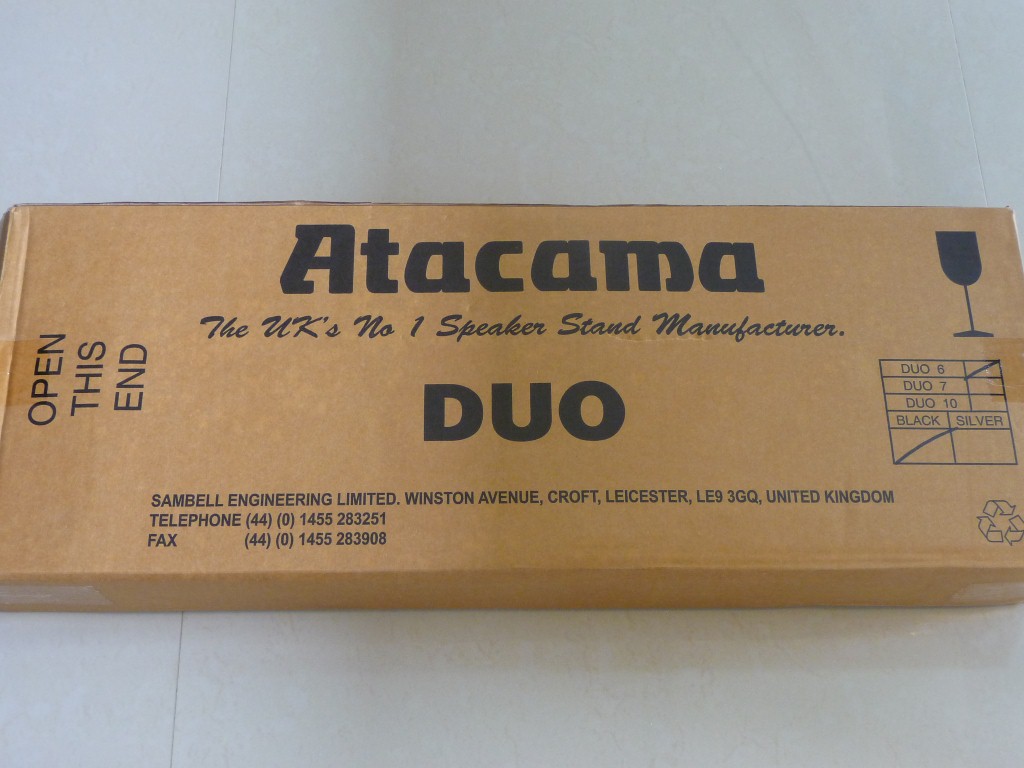 Atacama
The UK's No 1 Speaker Stand Manufacturer.
OPEN
THIS
END
DUO
DUO 6
DUO 7
DUO 10
BLACK SILVER
SAMBELL ENGINEERING LIMITED. WINSTON AVENUE, CROFT, LEICESTER, LE9 3GQ, UNITED KINGDOM
TELEPHONE (44) (0) 1455 283251
FAX (44) (0) 1455 283908